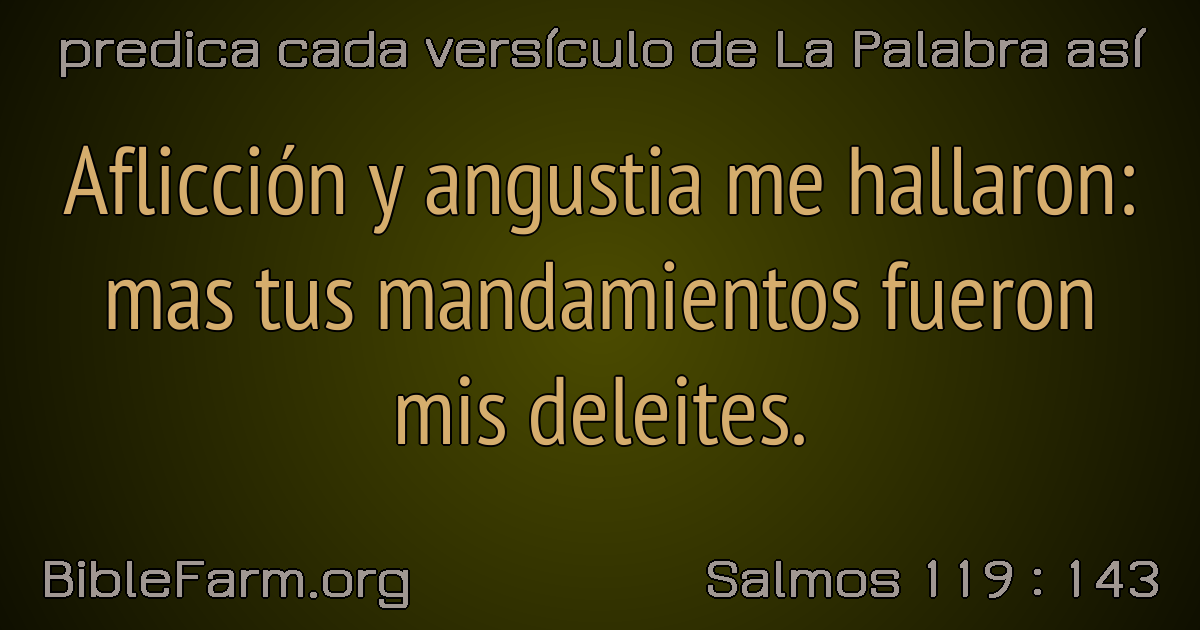 predica cada versículo de La Palabra así
Aflicción y angustia me hallaron:
mas tus mandamientos fueron
mis deleites.
BibleFarm.org
Salmos 119 : 143